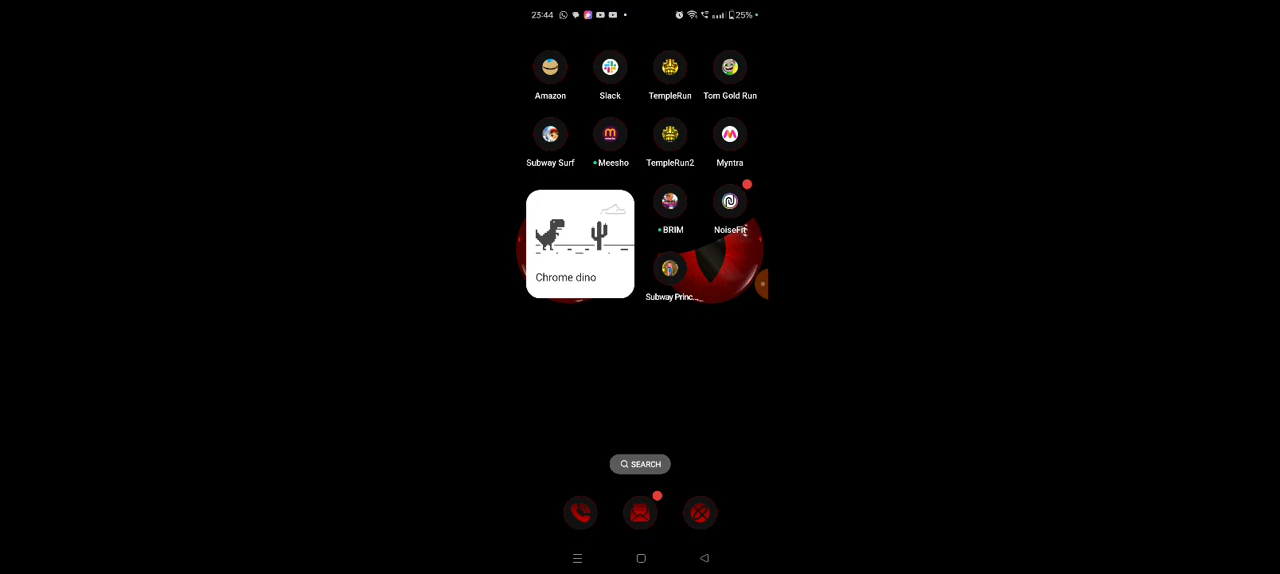 23:44
25%
Amazon
Slack
TempleRun
Tom Gold Run
Subway Surf
Meesho
TempleRun2
Myntra
BRIM
NoiseFit
Chrome dino
Subway Princ...
SEARCH